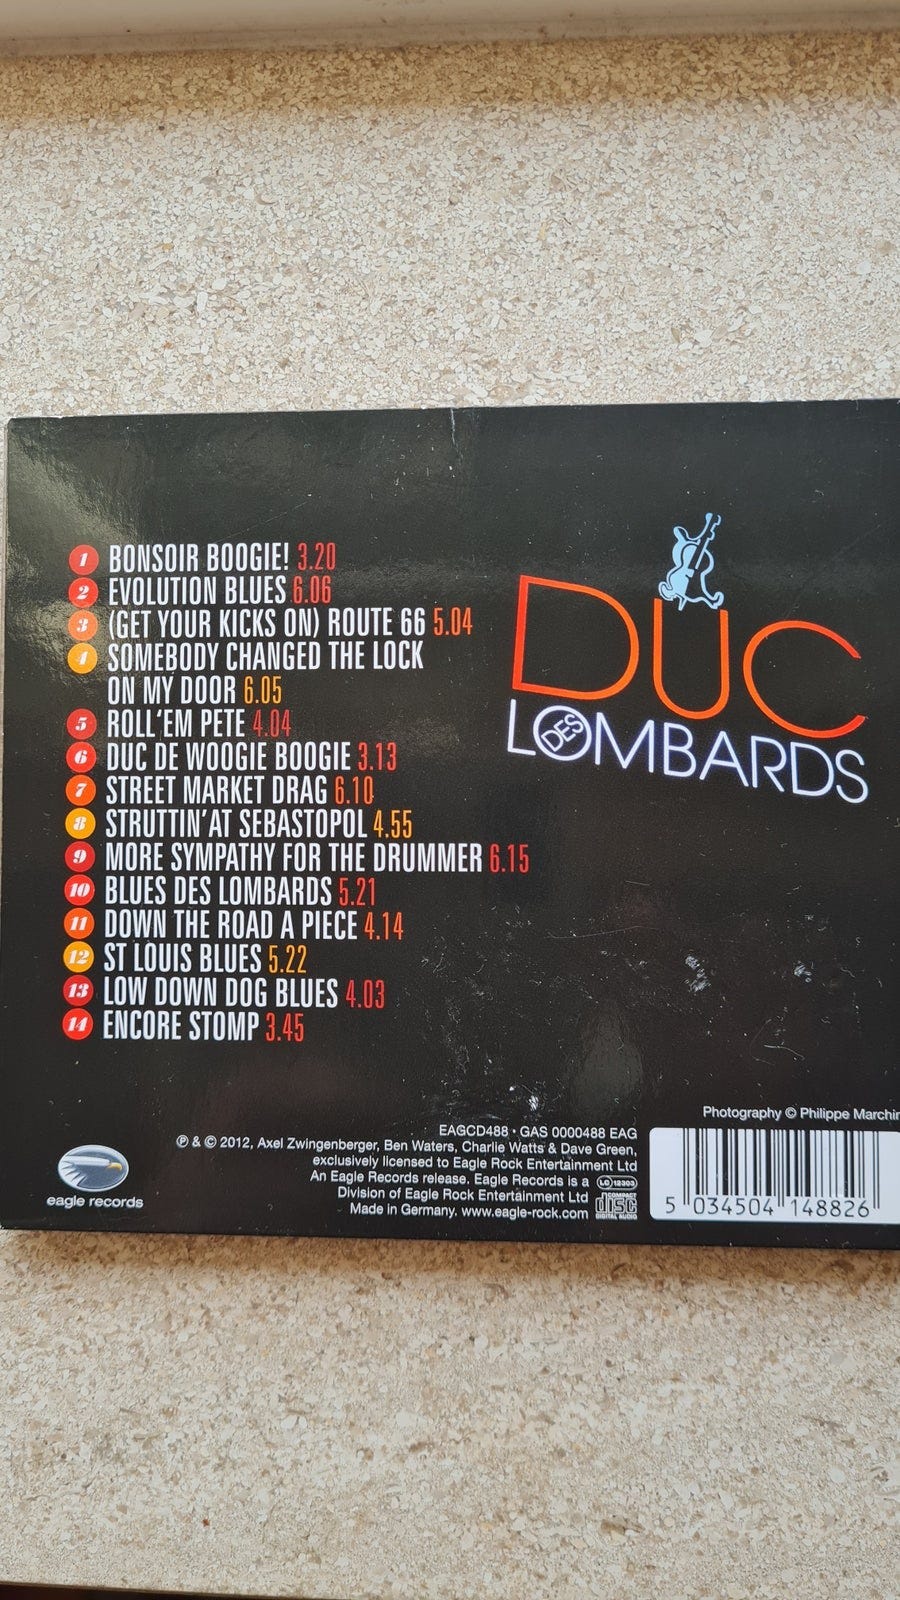 1 BONSOIR BOOGIE! 3.20
2 EVOLUTION BLUES 6.06
3 (GET YOUR KICKS ON) ROUTE 66 5.04
4 SOMEBODY CHANGED THE LOCK
ON MY DOOR 6.05
5 ROLL'EM PETE 4.04
6 DUC DE WOOGIE BOOGIE 3.13
7 STREET MARKET DRAG 6.10
8 STRUTTIN' AT SEBASTOPOL 4.55
9 MORE SYMPATHY FOR THE DRUMMER 6.15
10 BLUES DES LOMBARDS 5.21
11 DOWN THE ROAD A PIECE 4.14
12 ST LOUIS BLUES 5.22
13 LOW DOWN DOG BLUES 4.03
14 ENCORE STOMP 3.45
DUC
DES
LOMBARDS
Photography © Philippe Marchin
EAGCD488 · GAS 0000488 EAG
℗ & © 2012, Axel Zwingenberger, Ben Waters, Charlie Watts & Dave Green,
exclusively licensed to Eagle Rock Entertainment Ltd
An Eagle Records release. Eagle Records is a
Division of Eagle Rock Entertainment Ltd
Made in Germany. www.eagle-rock.com
LC 12303
COMPACT
disc
DIGITAL AUDIO
eagle records
5 034504 148826